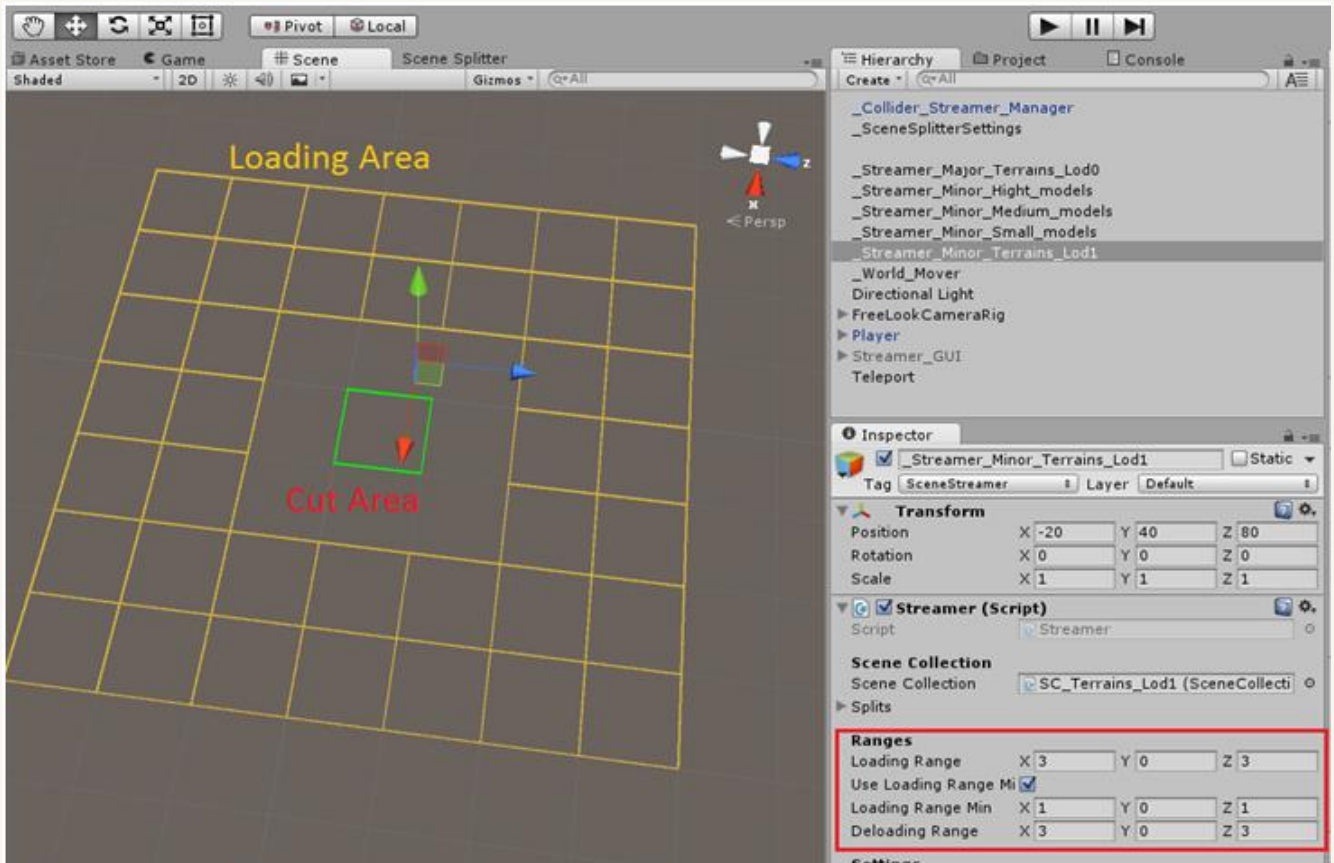 Pivot Local
Asset Store Game Scene Scene Splitter
Shaded 2D Gizmos All
Loading Area
z
x
Persp
Cut Area
Hierarchy Project Console
Create All
_Collider_Streamer_Manager
_SceneSplitterSettings
_Streamer_Major_Terrains_Lod0
_Streamer_Minor_Hight_models
_Streamer_Minor_Medium_models
_Streamer_Minor_Small_models
_Streamer_Minor_Terrains_Lod1
_World_Mover
Directional Light
FreeLookCameraRig
Player
Streamer_GUI
Teleport
Inspector
_Streamer_Minor_Terrains_Lod1 Static
Tag SceneStreamer Layer Default
Transform
Position X -20 Y 40 Z 80
Rotation X 0 Y 0 Z 0
Scale X 1 Y 1 Z 1
Streamer (Script)
Script Streamer
Scene Collection
Scene Collection SC_Terrains_Lod1 (SceneCollecti
Splits
Ranges
Loading Range X 3 Y 0 Z 3
Use Loading Range Mi
Loading Range Min X 1 Y 0 Z 1
Deloading Range X 3 Y 0 Z 3
Settings